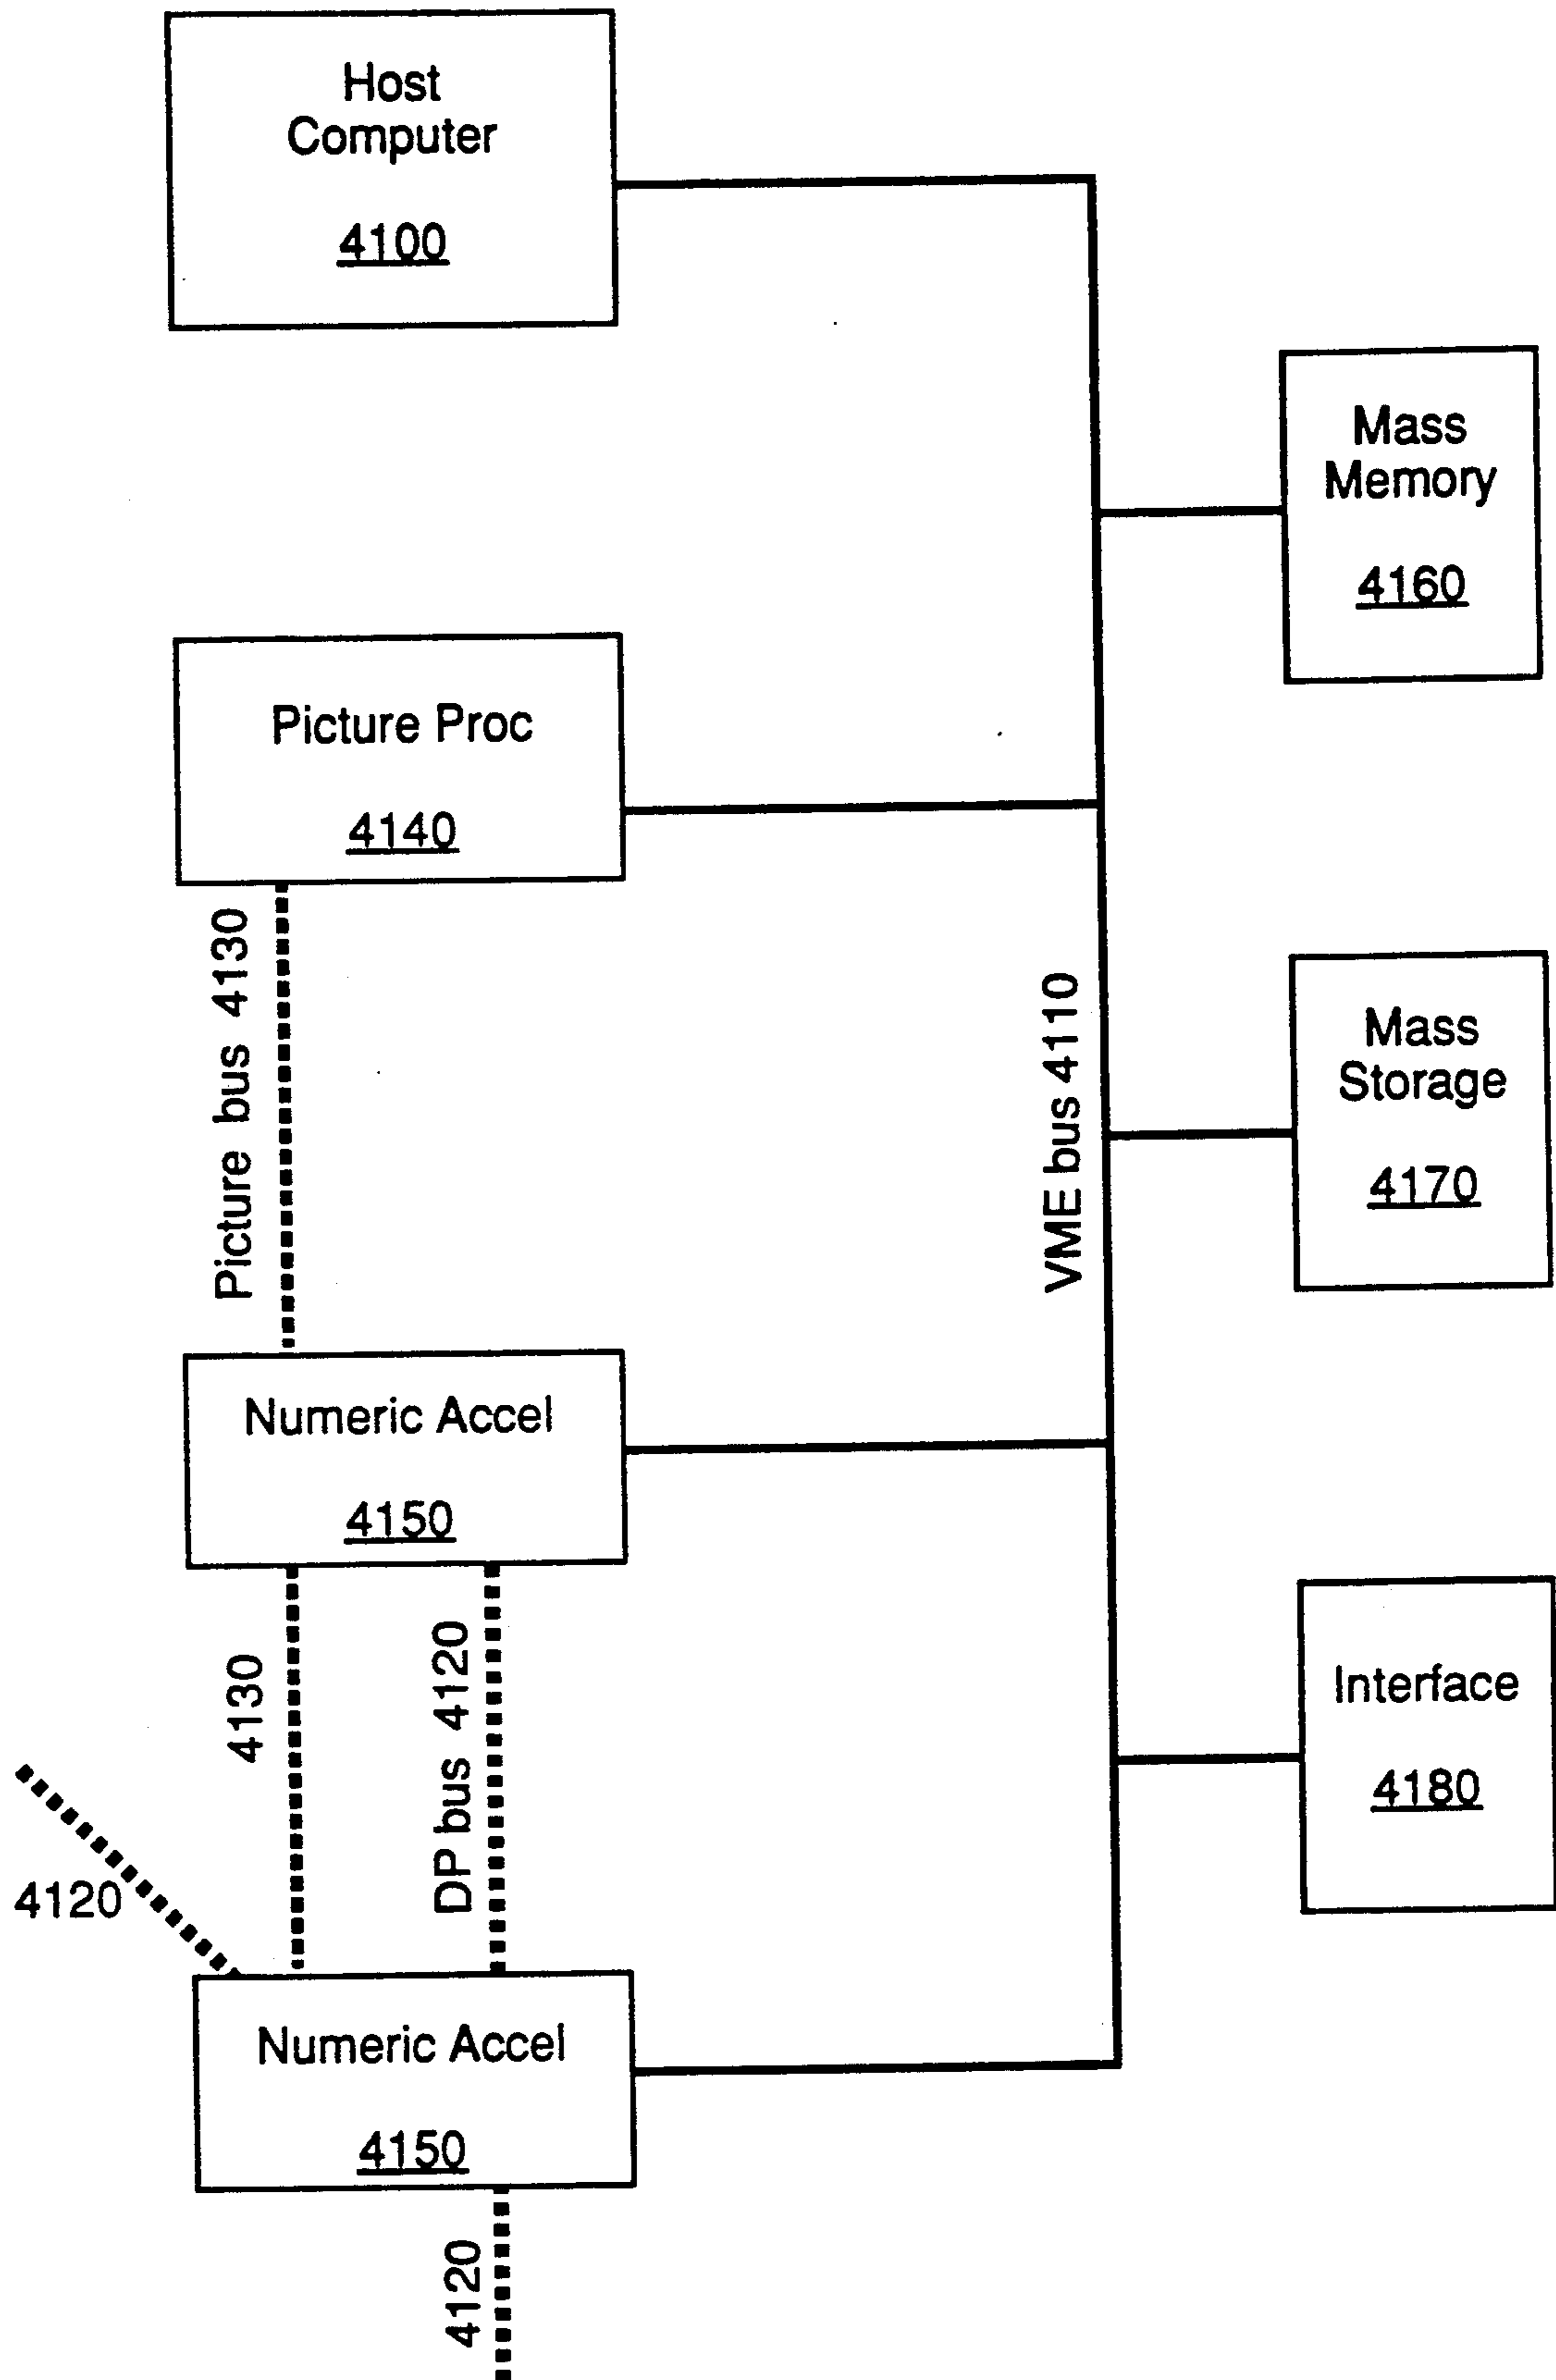 Host
Computer
4100
Mass
Memory
4160
Picture Proc
4140
Picture bus 4130
VME bus 4110
Mass
Storage
4170
Numeric Accel
4150
4130
DP bus 4120
Interface
4180
4120
Numeric Accel
4150
4120